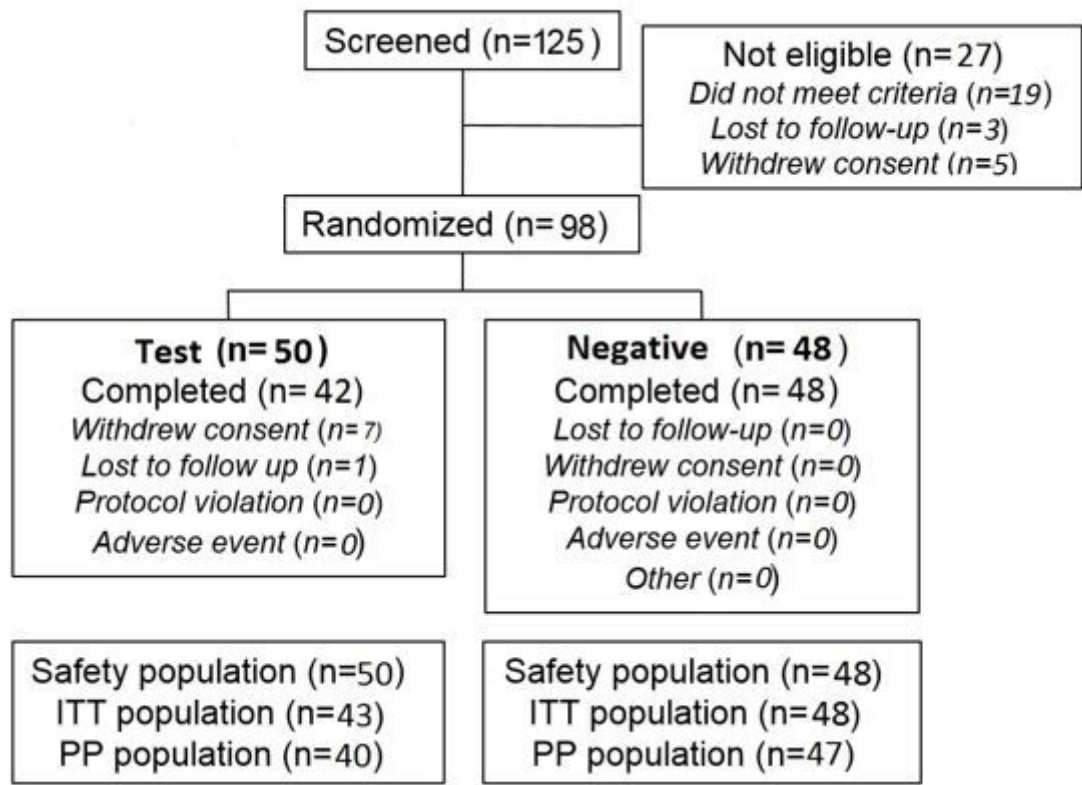 Screened (n=125)
Not eligible (n=27)
Did not meet criteria (n=19)
Lost to follow-up (n=3)
Withdrew consent (n=5)
Randomized (n=98)
Test (n=50)
Completed (n=42)
Withdrew consent (n=7)
Lost to follow up (n=1)
Protocol violation (n=0)
Adverse event (n=0)
Negative (n=48)
Completed (n=48)
Lost to follow-up (n=0)
Withdrew consent (n=0)
Protocol violation (n=0)
Adverse event (n=0)
Other (n=0)
Safety population (n=50)
ITT population (n=43)
PP population (n=40)
Safety population (n=48)
ITT population (n=48)
PP population (n=47)